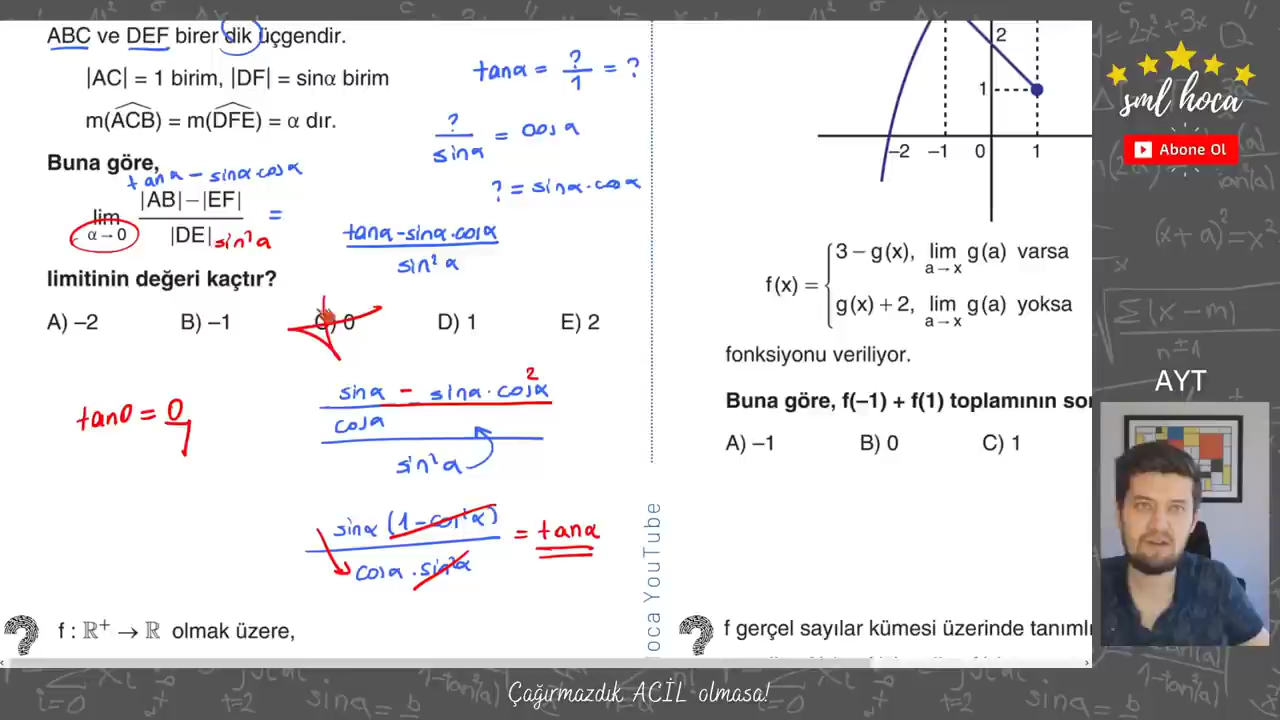 ABC ve DEF birer dik üçgendir.
|AC| = 1 birim, |DF| = sinα birim
m(ACB) = m(DFE) = α dır.
Buna göre,
tanα - sinα·cosα
lim |AB|–|EF| =
α→0 |DE| sin²α
limitinin değeri kaçtır?
A) –2 B) –1 C) 0 D) 1 E) 2
tanα = ?/1 = ?
?/sinα = cosα
? = sinα·cosα
tanα-sinα·cosα
sin²α
tan0 = 0/1
sinα - sinα·cos²α
cosα
sin²α
sinα (1-cos²α) = tanα
cosα·sin²α
f : ℝ⁺ → ℝ olmak üzere,
2
1
–2 –1 0 1
f(x) = { 3 – g(x), lim g(a) varsa
a→x
g(x) + 2, lim g(a) yoksa
a→x
fonksiyonu veriliyor.
Buna göre, f(–1) + f(1) toplamının
A) –1 B) 0 C) 1
f gerçel sayılar kümesi üzerinde
oca YouTube
sml hoca
Abone Ol
AYT
Çağırmazdık ACİL olmasa!